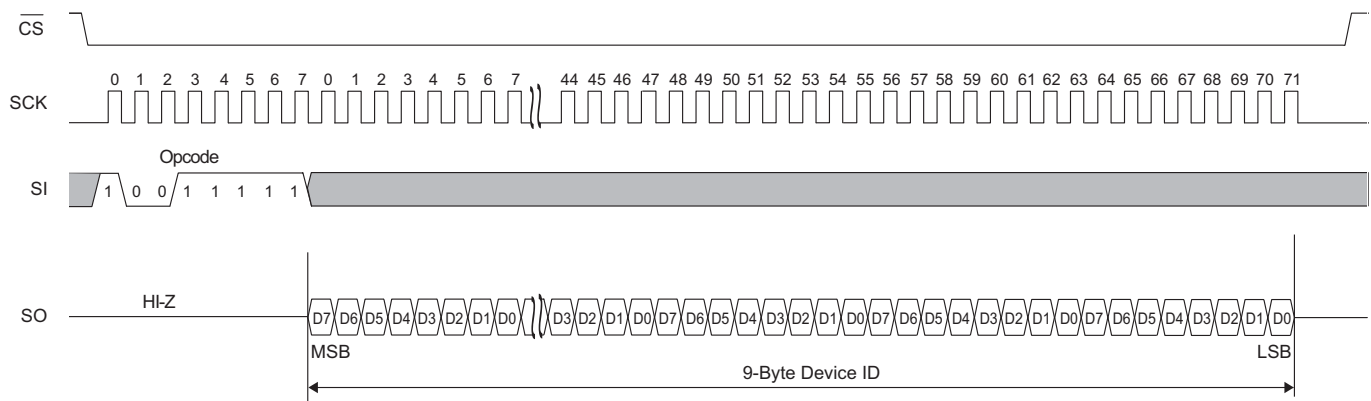 CS
0 1 2 3 4 5 6 7 0 1 2 3 4 5 6 7 44 45 46 47 48 49 50 51 52 53 54 55 56 57 58 59 60 61 62 63 64 65 66 67 68 69 70 71
SCK
Opcode
SI 1 0 0 1 1 1 1 1
HI-Z
SO D7 D6 D5 D4 D3 D2 D1 D0 D3 D2 D1 D0 D7 D6 D5 D4 D3 D2 D1 D0 D7 D6 D5 D4 D3 D2 D1 D0 D7 D6 D5 D4 D3 D2 D1 D0
MSB LSB
9-Byte Device ID